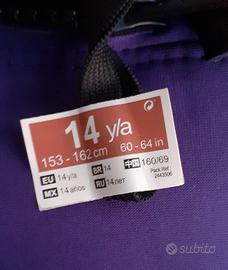 14 y/a
153 - 162 cm 60 - 64 in
EU 14 y/a BR 14 中国 160/69
MX 14 años RU 14 лет Pack Ref.
2443506
subito